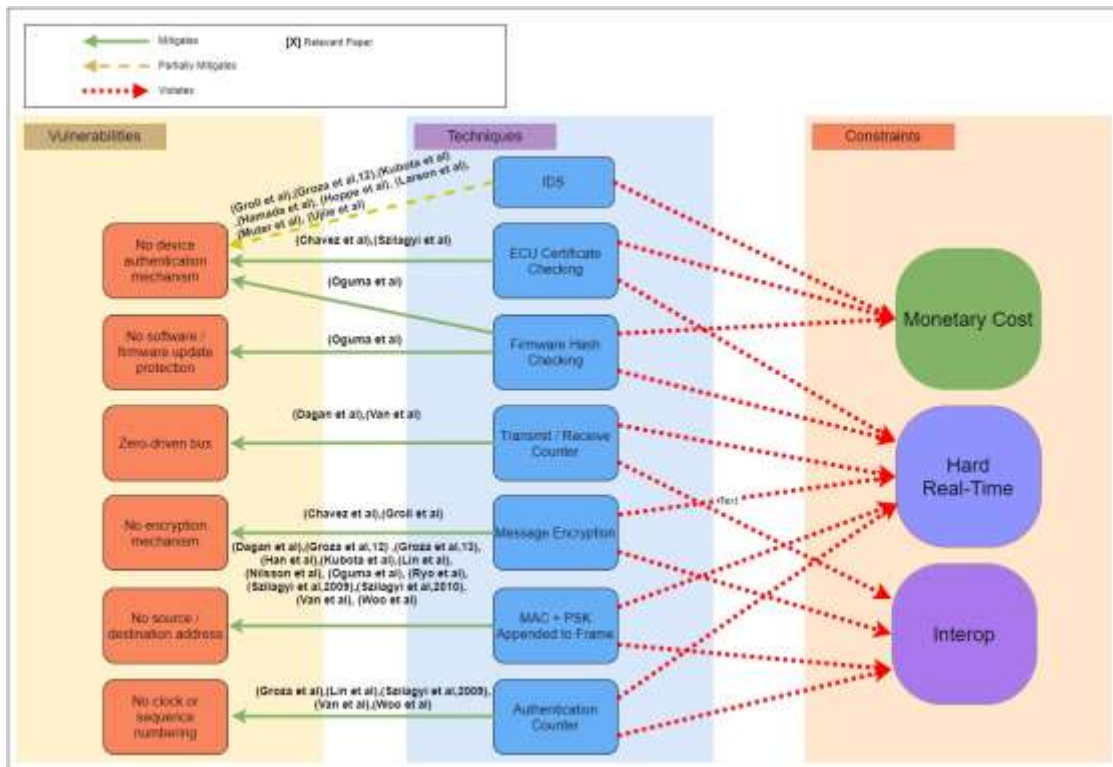 Mitigates
[X] Relevant Paper
Partially Mitigates
Violates
Vulnerabilities
Techniques
Constraints
(Groll et al),(Groza et al,12),(Kubota et al)
,(Hamada et al), (Hoppe et al), (Larson et al),
(Muter et al), (Ujiie et al)
IDS
No device
authentication
mechanism
(Chavez et al),(Szilagyi et al)
ECU Certificate
Checking
(Oguma et al)
Monetary Cost
No software /
firmware update
protection
(Oguma et al)
Firmware Hash
Checking
Zero-driven bus
(Dagan et al),(Van et al)
Transmit / Receive
Counter
Hard
Real-Time
Text
No encryption
mechanism
(Chavez et al),(Groll et al)
Message Encryption
(Dagan et al),(Groza et al,12) ,(Groza et al,13),
(Han et al),(Kubota et al),(Lin et al),
(Nilsson et al), (Oguma et al), (Ryo et al),
(Szilagyi et al,2009),(Szilagyi et al,2010),
(Van et al), (Woo et al)
No source /
destination address
MAC + PSK
Appended to Frame
Interop
No clock or
sequence
numbering
(Groza et al),(Lin et al),(Szilagyi et al,2009),
(Van et al),(Woo et al)
Authentication
Counter